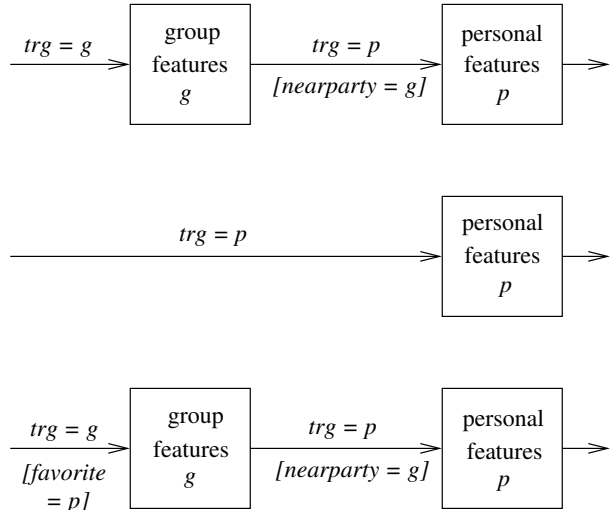 trg = g
group
features
g
trg = p
[nearparty = g]
personal
features
p
trg = p
personal
features
p
trg = g
[favorite
= p]
group
features
g
trg = p
[nearparty = g]
personal
features
p